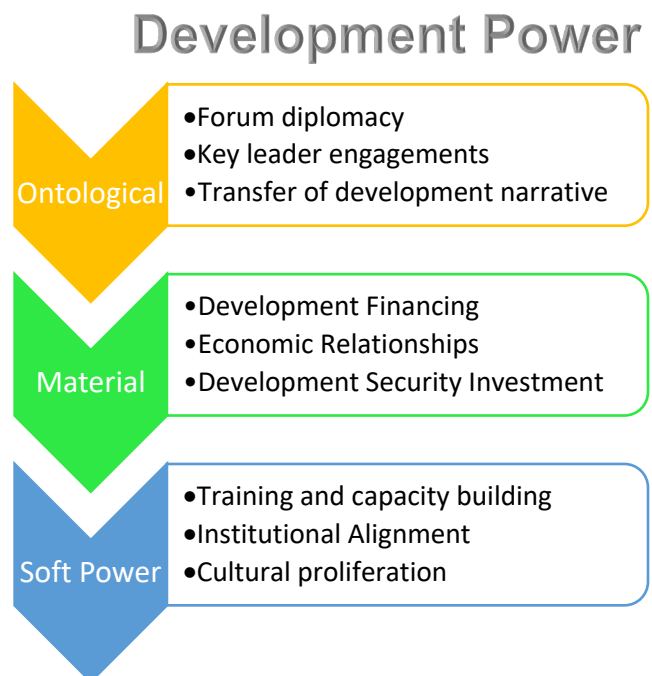 Development Power
Ontological
•Forum diplomacy
•Key leader engagements
•Transfer of development narrative
Material
•Development Financing
•Economic Relationships
•Development Security Investment
Soft Power
•Training and capacity building
•Institutional Alignment
•Cultural proliferation